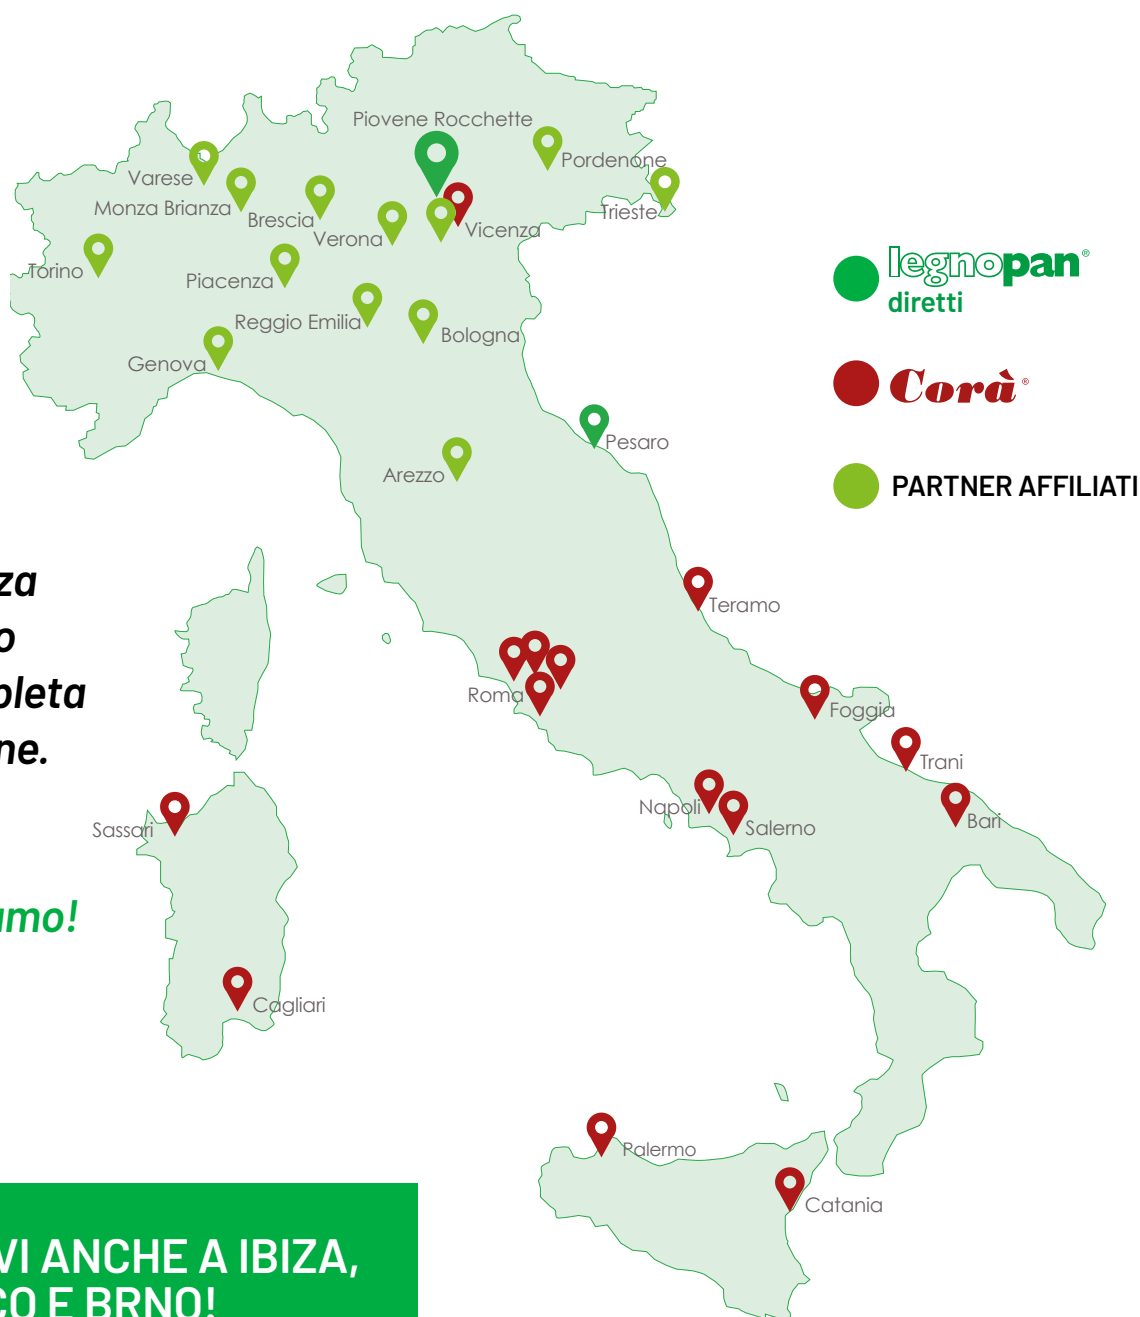 Piovene Rocchette
Pordenone
Varese
Monza Brianza
Brescia
Trieste
Verona
Vicenza
Torino
Piacenza
Reggio Emilia
Bologna
Genova
legnopan®
diretti
Corà®
PARTNER AFFILIATI
Pesaro
Arezzo
za
o
pleta
ne.
Teramo
Roma
Foggia
Trani
Napoli
Salerno
Bari
Sassari
amo!
Cagliari
Palermo
Catania
VI ANCHE A IBIZA,
CO E BRNO!